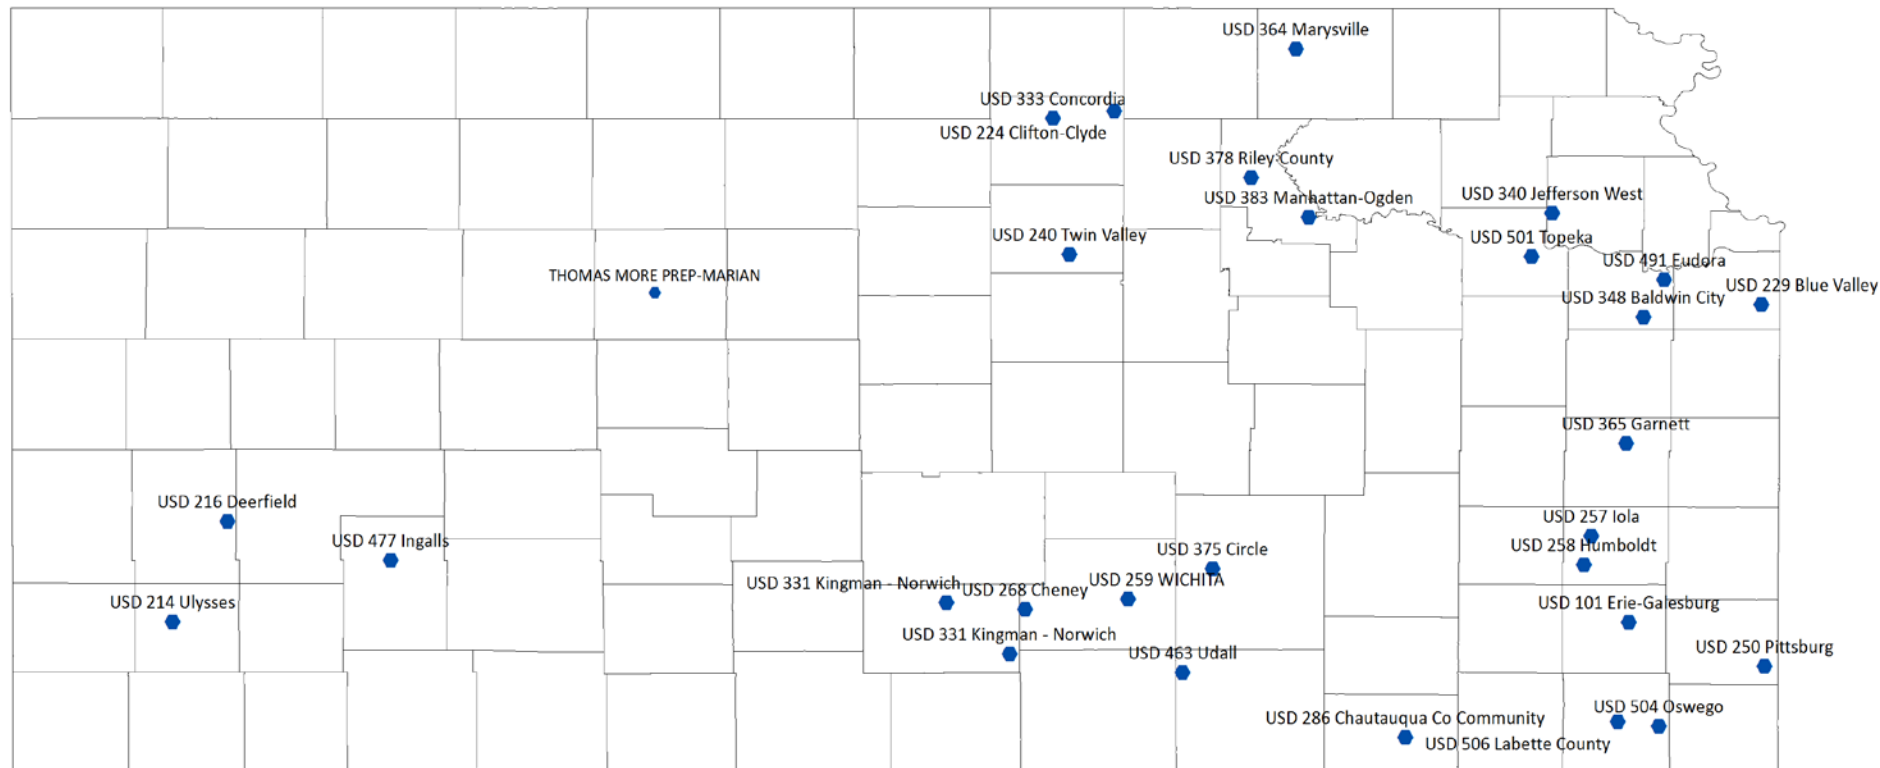 USD 364 Marysville
USD 333 Concordia
USD 224 Clifton-Clyde
USD 378 Riley County
USD 383 Manhattan-Ogden
USD 340 Jefferson West
USD 240 Twin Valley
USD 501 Topeka
USD 491 Eudora
THOMAS MORE PREP-MARIAN
USD 229 Blue Valley
USD 348 Baldwin City
USD 365 Garnett
USD 216 Deerfield
USD 257 Iola
USD 477 Ingalls
USD 258 Humboldt
USD 375 Circle
USD 331 Kingman - Norwich
USD 268 Cheney
USD 259 WICHITA
USD 214 Ulysses
USD 101 Erie-Galesburg
USD 331 Kingman - Norwich
USD 463 Udall
USD 250 Pittsburg
USD 504 Oswego
USD 286 Chautauqua Co Community
USD 506 Labette County